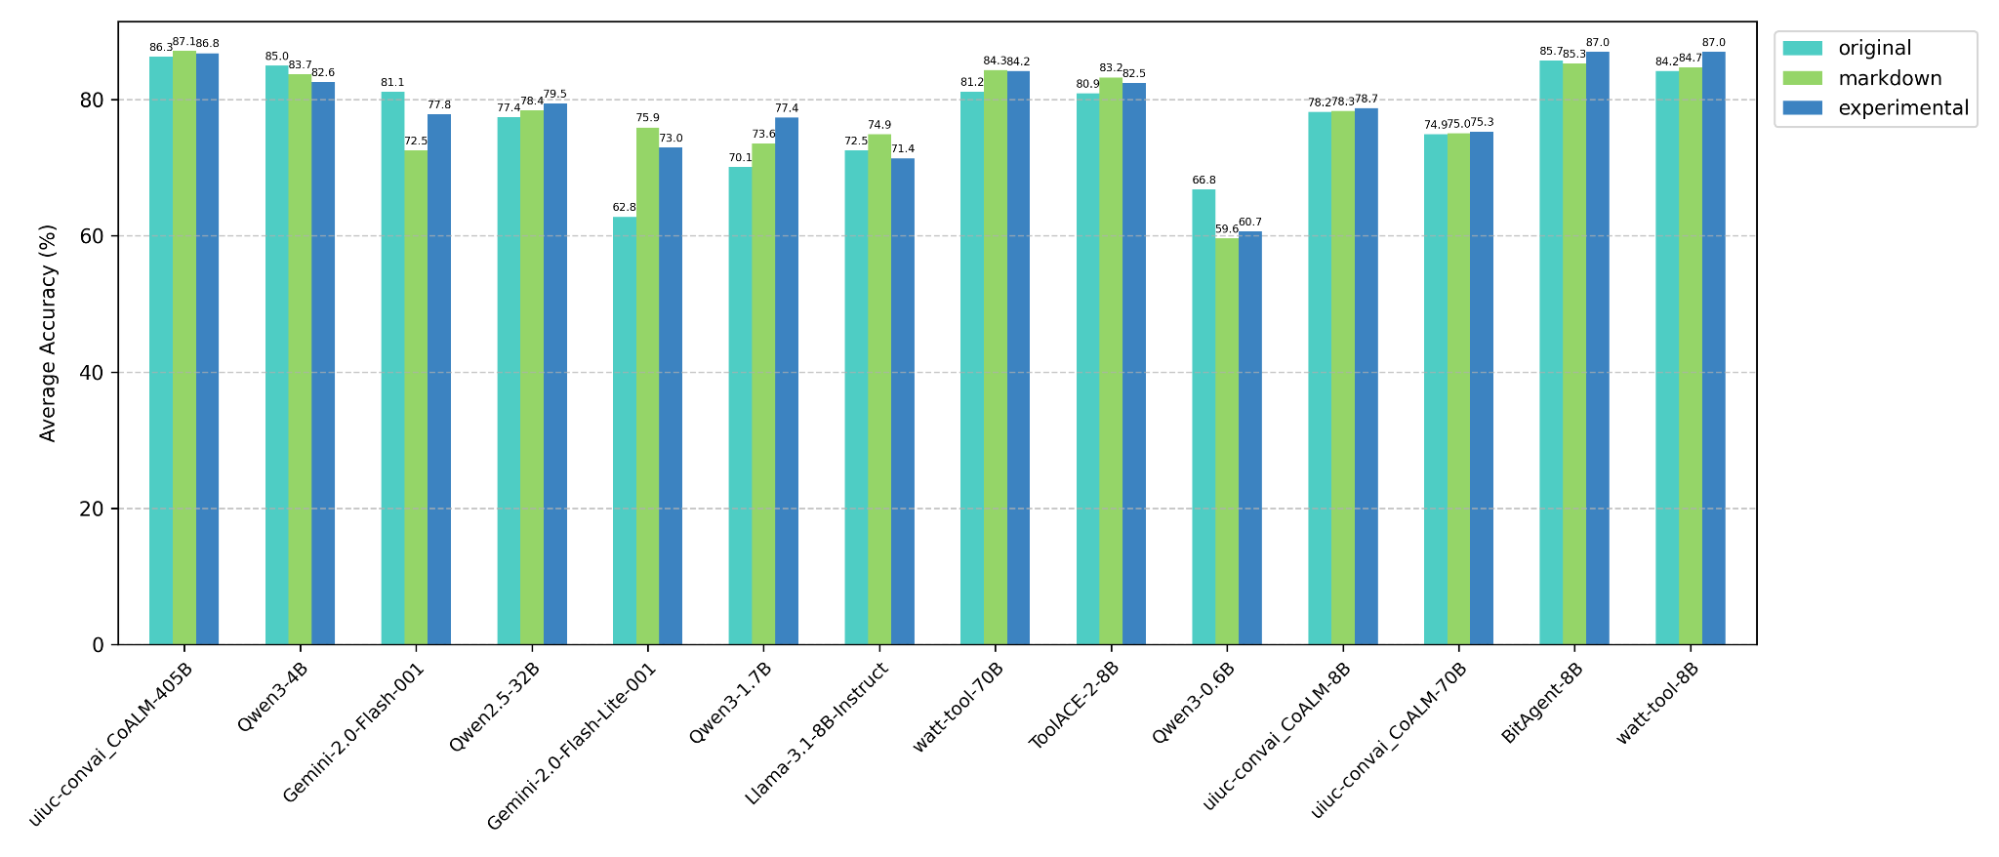 86.3 87.1 86.8
85.0 83.7 82.6
81.1 72.5 77.8
77.4 78.4 79.5
62.8 75.9 73.0
70.1 73.6 77.4
72.5 74.9 71.4
81.2 84.3 84.2
80.9 83.2 82.5
66.8 59.6 60.7
78.2 78.3 78.7
74.9 75.0 75.3
85.7 85.3 87.0
84.2 84.7 87.0
original
markdown
experimental
Average Accuracy (%)
80
60
40
20
0
uiuc-convai_CoALM-405B
Qwen3-4B
Gemini-2.0-Flash-001
Qwen2.5-32B
Gemini-2.0-Flash-Lite-001
Qwen3-1.7B
Llama-3.1-8B-Instruct
watt-tool-70B
ToolACE-2-8B
Qwen3-0.6B
uiuc-convai_CoALM-8B
uiuc-convai_CoALM-70B
BitAgent-8B
watt-tool-8B